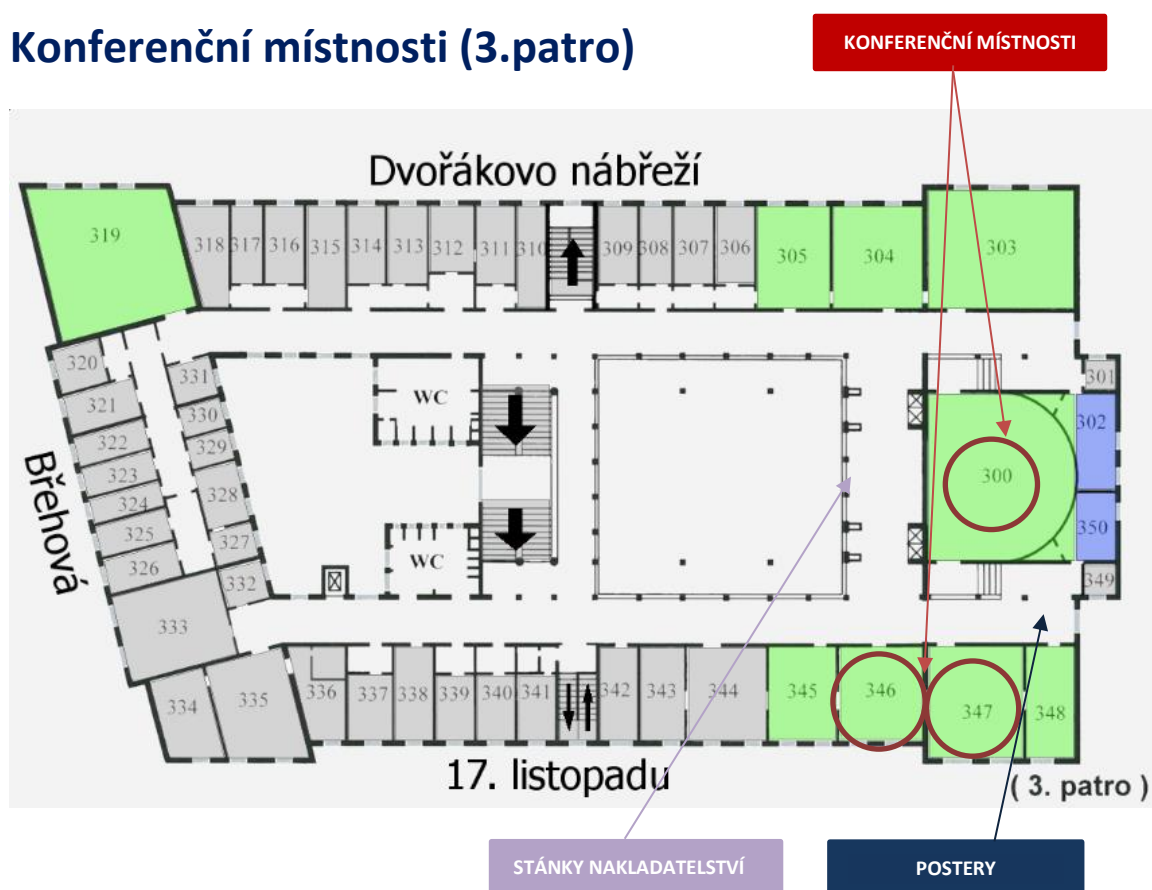 Konferenční místnosti (3.patro)
KONFERENČNÍ MÍSTNOSTI
Dvořákovo nábřeží
319
318 317 316 315 314 313 312 311 310 309 308 307 306 305 304 303
320
331
301
321
330
302
322
329
323
328
300
324
325
327
350
326
332
349
WC
WC
Břehová
333
334 335 336 337 338 339 340 341 342 343 344 345 346 347 348
17. listopadu
( 3. patro )
STÁNKY NAKLADATELSTVÍ
POSTERY